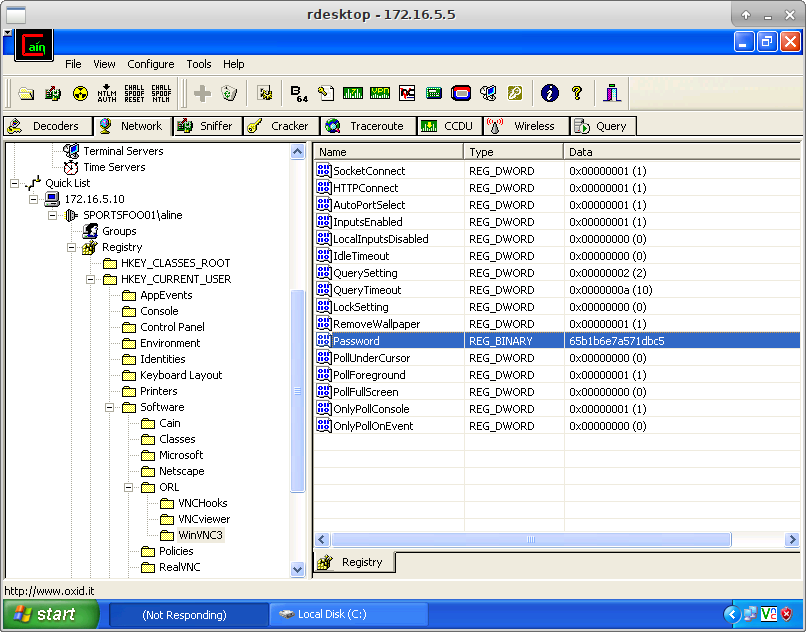 rdesktop - 172.16.5.5
Cain
File View Configure Tools Help
NTLM AUTH CHALL SPOOF RESET CHALL SPOOF NTLM B64
Decoders Network Sniffer Cracker Traceroute CCDU Wireless Query
Terminal Servers
Time Servers
Quick List
172.16.5.10
SPORTSFOO01\aline
Groups
Registry
HKEY_CLASSES_ROOT
HKEY_CURRENT_USER
AppEvents
Console
Control Panel
Environment
Identities
Keyboard Layout
Printers
Software
Cain
Classes
Microsoft
Netscape
ORL
VNCHooks
VNCviewer
WinVNC3
Policies
RealVNC
Name Type Data
SocketConnect REG_DWORD 0x00000001 (1)
HTTPConnect REG_DWORD 0x00000001 (1)
AutoPortSelect REG_DWORD 0x00000001 (1)
InputsEnabled REG_DWORD 0x00000001 (1)
LocalInputsDisabled REG_DWORD 0x00000000 (0)
IdleTimeout REG_DWORD 0x00000000 (0)
QuerySetting REG_DWORD 0x00000002 (2)
QueryTimeout REG_DWORD 0x0000000a (10)
LockSetting REG_DWORD 0x00000000 (0)
RemoveWallpaper REG_DWORD 0x00000001 (1)
Password REG_BINARY 65b1b6e7a571dbc5
PollUnderCursor REG_DWORD 0x00000000 (0)
PollForeground REG_DWORD 0x00000001 (1)
PollFullScreen REG_DWORD 0x00000000 (0)
OnlyPollConsole REG_DWORD 0x00000001 (1)
OnlyPollOnEvent REG_DWORD 0x00000000 (0)
Registry
http://www.oxid.it
start (Not Responding) Local Disk (C:)